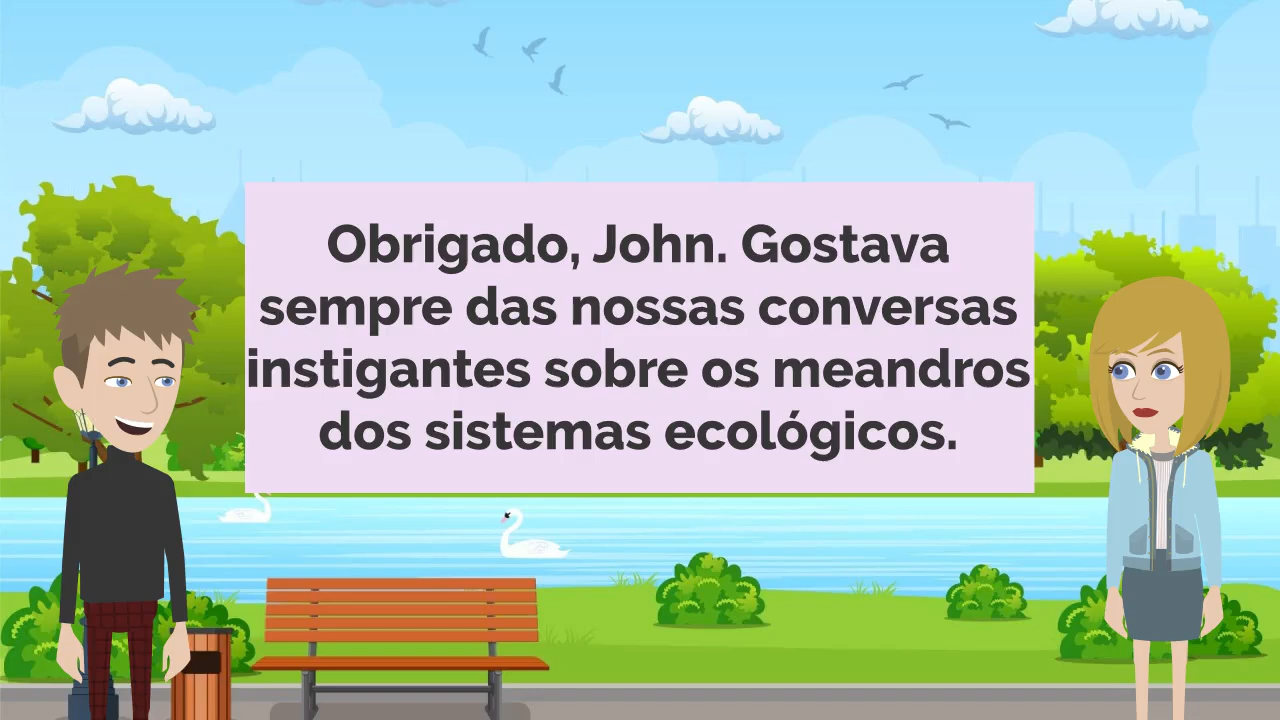 Obrigado, John. Gostava
sempre das nossas conversas
instigantes sobre os meandros
dos sistemas ecológicos.